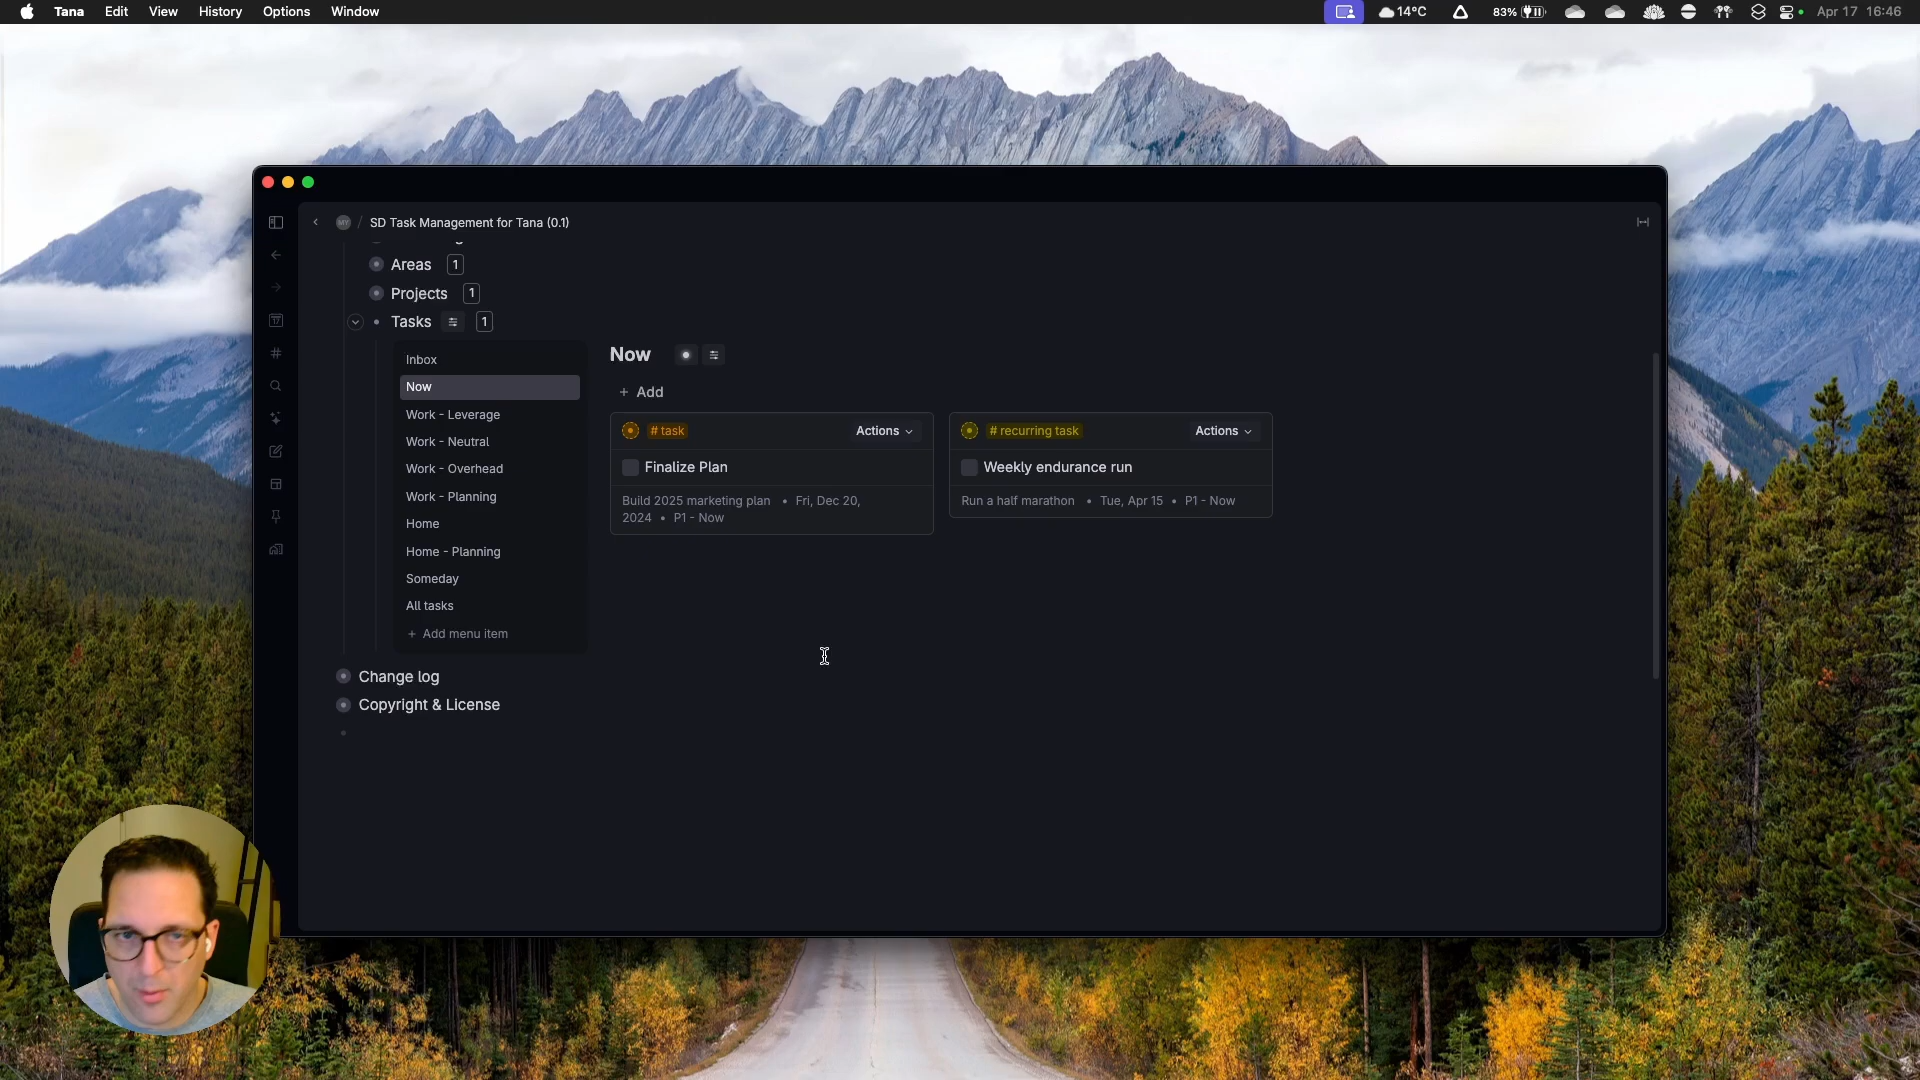 Tana Edit View History Options Window
14°C 83% Apr 17 16:46
SD Task Management for Tana (0.1)
Areas 1
Projects 1
Tasks 1
Inbox
Now
Work - Leverage
Work - Neutral
Work - Overhead
Work - Planning
Home
Home - Planning
Someday
All tasks
+ Add menu item
Now
+ Add
# task Actions
Finalize Plan
Build 2025 marketing plan • Fri, Dec 20,
2024 • P1 - Now
# recurring task Actions
Weekly endurance run
Run a half marathon • Tue, Apr 15 • P1 - Now
Change log
Copyright & License